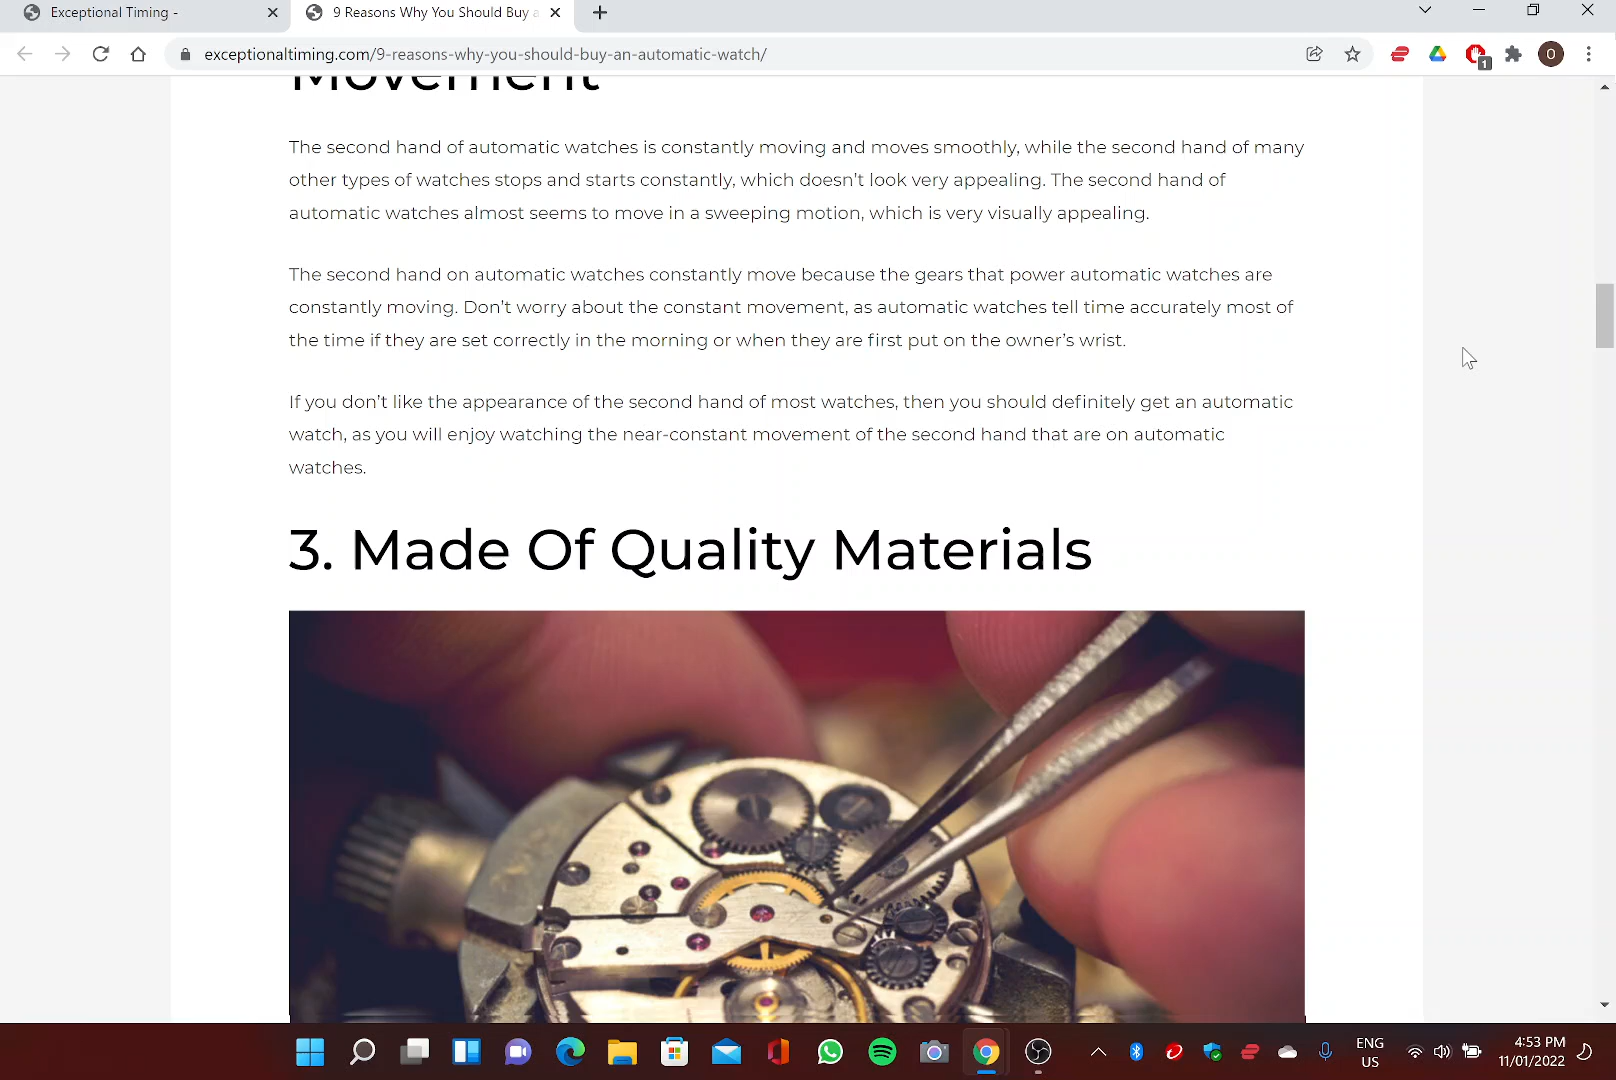 Exceptional Timing -
9 Reasons Why You Should Buy a
exceptionaltiming.com/9-reasons-why-you-should-buy-an-automatic-watch/
1
O
Movement
The second hand of automatic watches is constantly moving and moves smoothly, while the second hand of many
other types of watches stops and starts constantly, which doesn’t look very appealing. The second hand of
automatic watches almost seems to move in a sweeping motion, which is very visually appealing.
The second hand on automatic watches constantly move because the gears that power automatic watches are
constantly moving. Don’t worry about the constant movement, as automatic watches tell time accurately most of
the time if they are set correctly in the morning or when they are first put on the owner’s wrist.
If you don’t like the appearance of the second hand of most watches, then you should definitely get an automatic
watch, as you will enjoy watching the near-constant movement of the second hand that are on automatic
watches.
3. Made Of Quality Materials
ENG
US
4:53 PM
11/01/2022